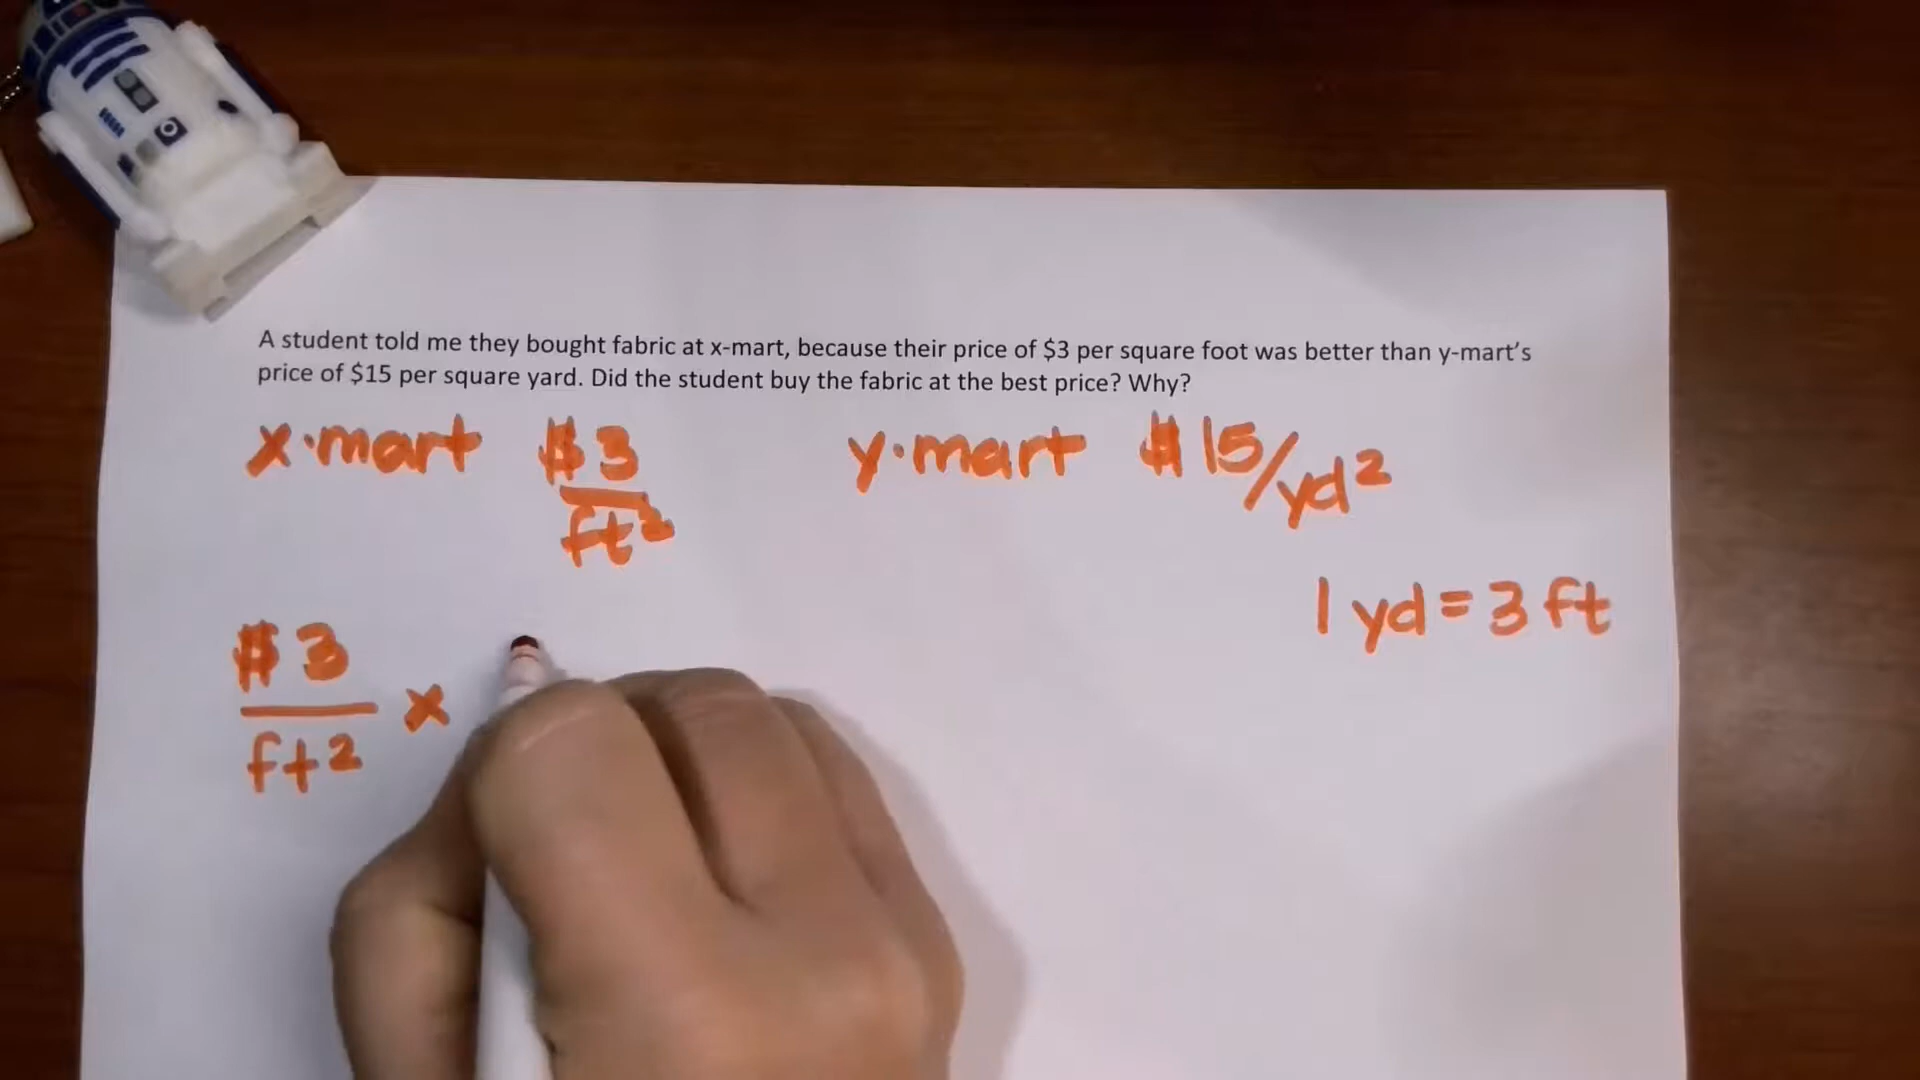 A student told me they bought fabric at x-mart, because their price of $3 per square foot was better than y-mart's
price of $15 per square yard. Did the student buy the fabric at the best price? Why?
x-mart $3
ft²
y-mart $15/yd²
1 yd = 3 ft
$3
ft²
x